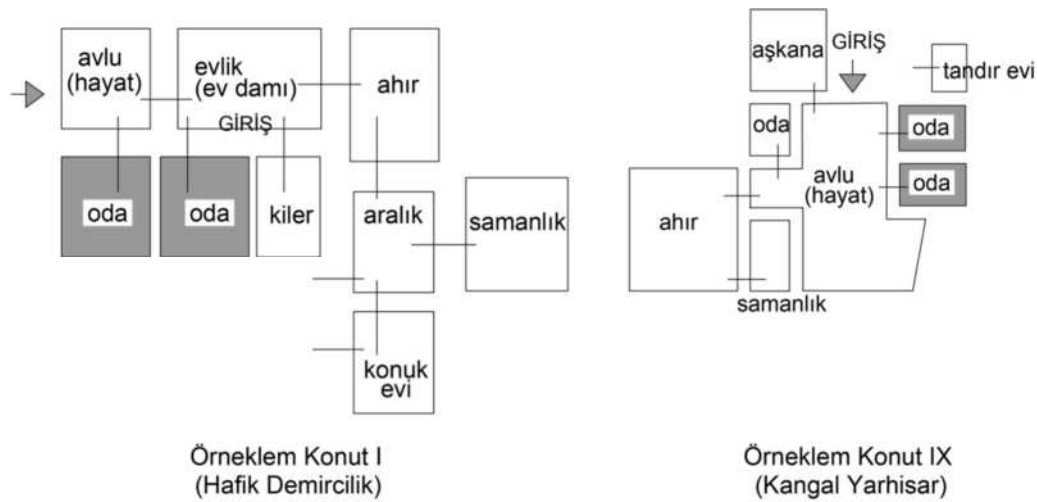 avlu
(hayat)
evlik
(ev damı)
GİRİŞ
ahır
oda
oda
kiler
aralık
samanlık
konuk
evi
Örneklem Konut I
(Hafik Demircilik)
aşkana
GİRİŞ
tandır evi
oda
oda
avlu
(hayat)
oda
ahır
samanlık
Örneklem Konut IX
(Kangal Yarhisar)